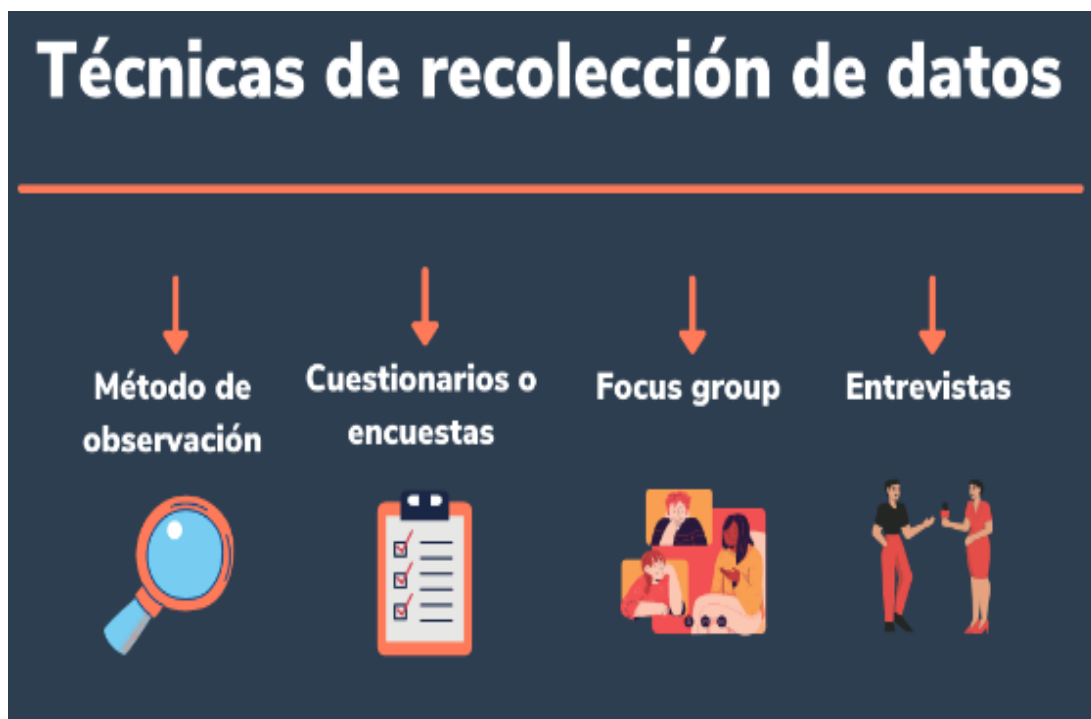 Técnicas de recolección de datos
Método de
observación
Cuestionarios o
encuestas
Focus group
Entrevistas